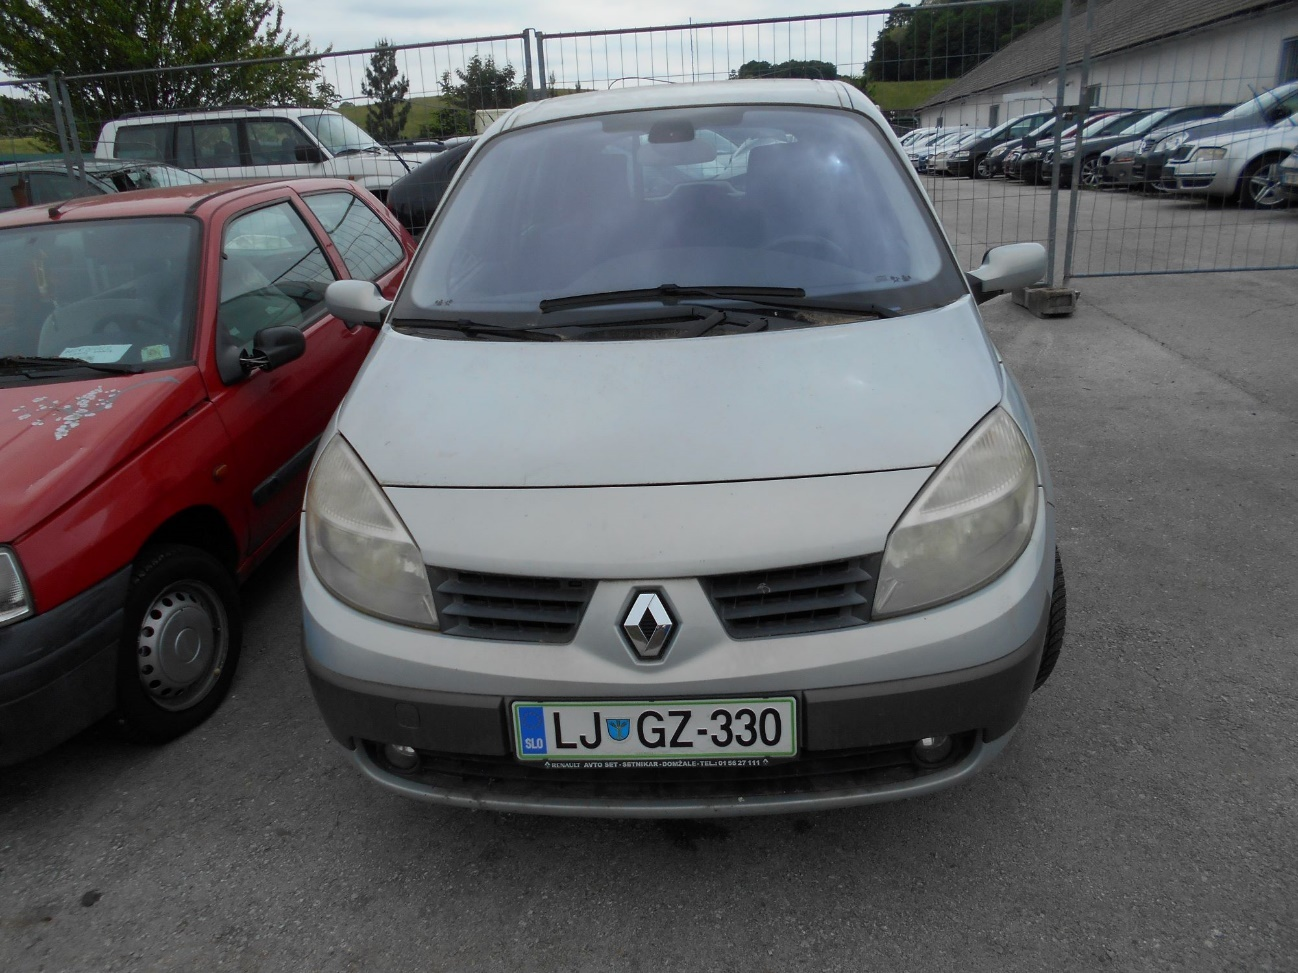 SLO LJ GZ-330
RENAULT AVTO SET - SETNIKAR - DOMŽALE - TEL.: 01 56 27 111